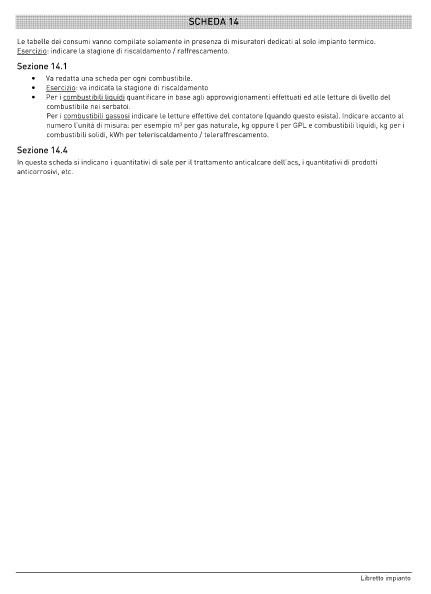 SCHEDA 14
Le tabelle dei consumi vanno compilate solamente in presenza di misuratori dedicati al solo impianto termico.
Esercizio: indicare la stagione di riscaldamento / raffrescamento.
Sezione 14.1
• Va redatta una scheda per ogni combustibile.
• Esercizio: va indicata la stagione di riscaldamento
• Per i combustibili liquidi quantificare in base agli approvvigionamenti effettuati ed alle letture di livello del
combustibile nei serbatoi.
Per i combustibili gassosi indicare le letture effettive del contatore (quando questo esista). Indicare accanto al
numero l'unità di misura: per esempio m³ per gas naturale, kg oppure l per GPL e combustibili liquidi, kg per i
combustibili solidi, kWh per teleriscaldamento / teleraffrescamento.
Sezione 14.4
In questa scheda si indicano i quantitativi di sale per il trattamento anticalcare dell'acs, i quantitativi di prodotti
anticorrosivi, etc.
Libretto impianto